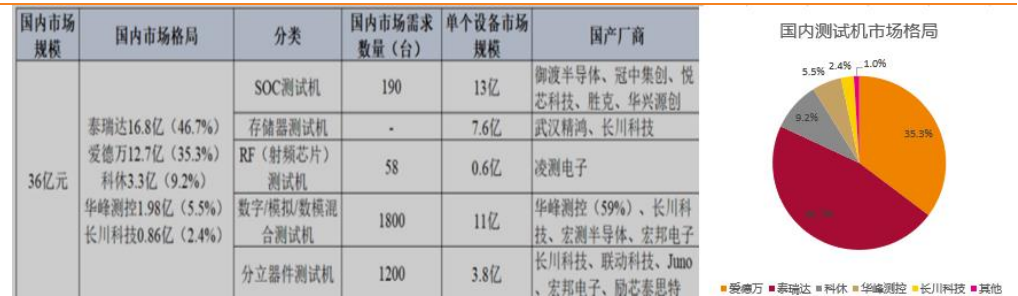 国内市场规模
国内市场格局
分类
国内市场需求数量（台）
单个设备市场规模
国产厂商
36亿元
泰瑞达16.8亿（46.7%）
爱德万12.7亿（35.3%）
科休3.3亿（9.2%）
华峰测控1.98亿（5.5%）
长川科技0.86亿（2.4%）
SOC测试机
190
13亿
御渡半导体、冠中集创、悦
芯科技、胜克、华兴源创
存储器测试机
-
7.6亿
武汉精鸿、长川科技
RF（射频芯片）
测试机
58
0.6亿
凌测电子
数字/模拟/数模混
合测试机
1800
11亿
华峰测控（59%）、长川科
技、宏测半导体、宏邦电子
分立器件测试机
1200
3.8亿
长川科技、联动科技、Juno
、宏邦电子、励芯泰思特
国内测试机市场格局
5.5%
2.4%
1.0%
9.2%
35.3%
爱德万
泰瑞达
科休
华峰测控
长川科技
其他